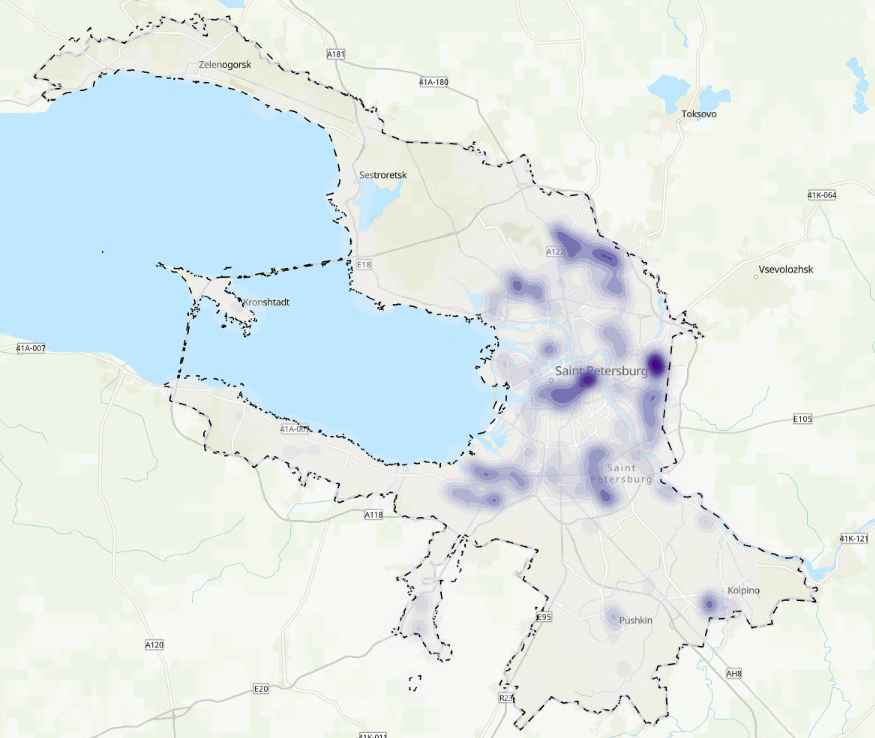 A181
Zelenogorsk
41A-180
Toksovo
Sestroretsk
41K-064
A122
E18
Vsevolozhsk
Kronshtadt
41A-007
Saint Petersburg
E105
41A-007
Saint
Petersburg
A118
41K-121
Kolpino
E95
Pushkin
A120
AH8
E20
R23
41K-011